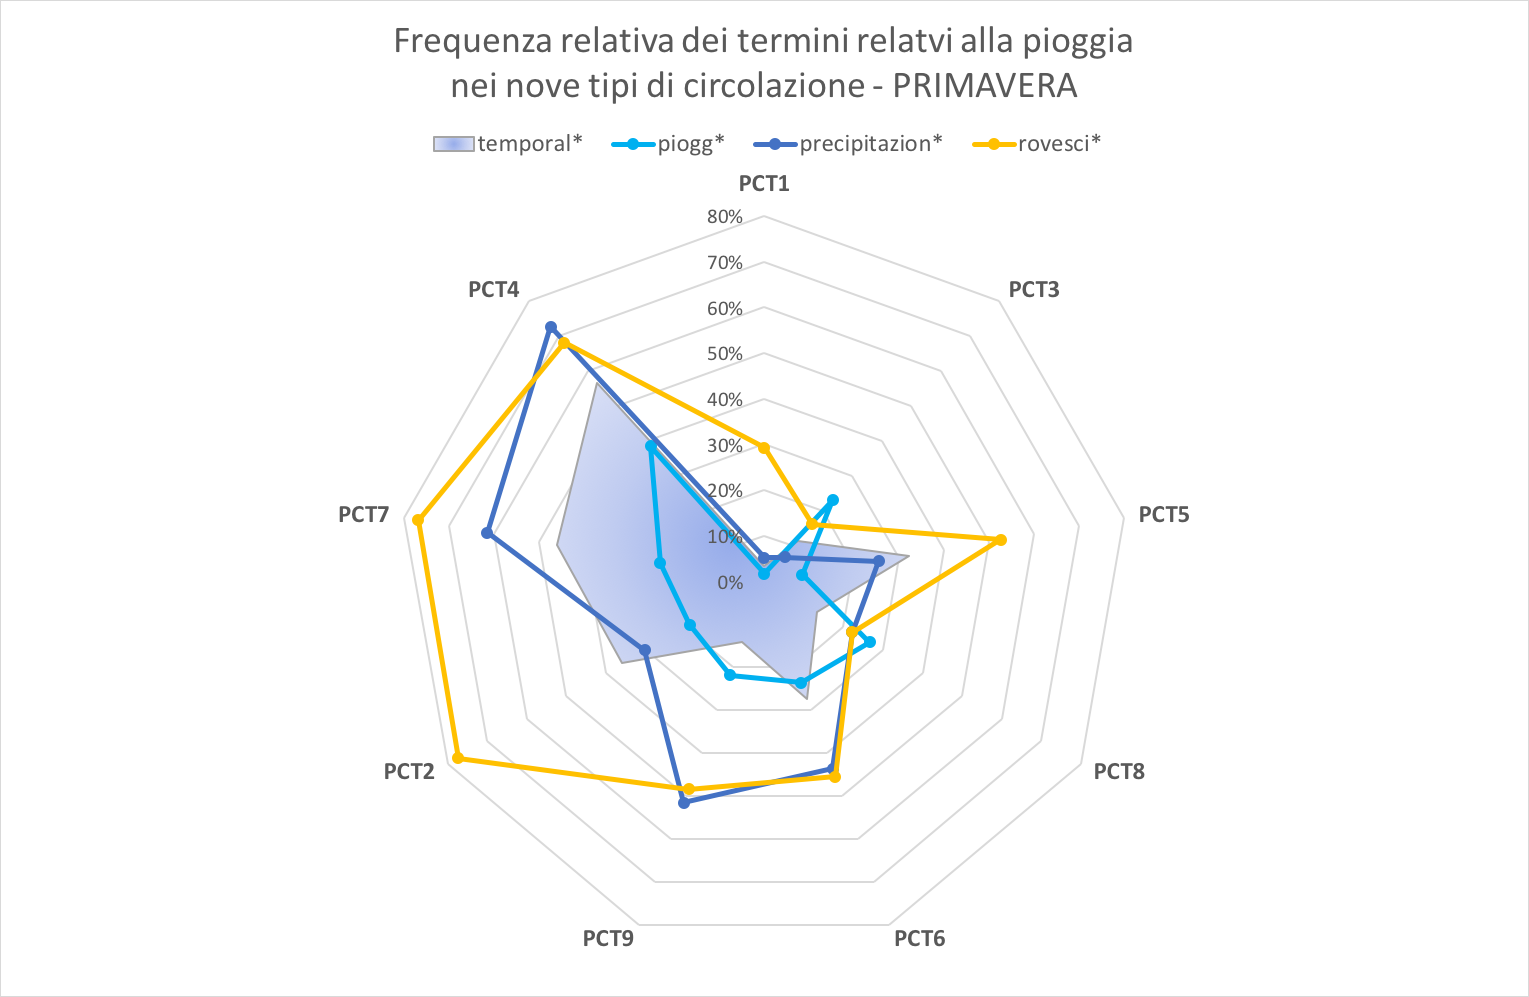 Frequenza relativa dei termini relatvi alla pioggia
nei nove tipi di circolazione - PRIMAVERA
temporal* piogg* precipitazion* rovesci*
PCT1
80%
70%
PCT4
PCT3
60%
50%
40%
30%
20%
PCT7
PCT5
10%
0%
PCT2
PCT8
PCT9
PCT6